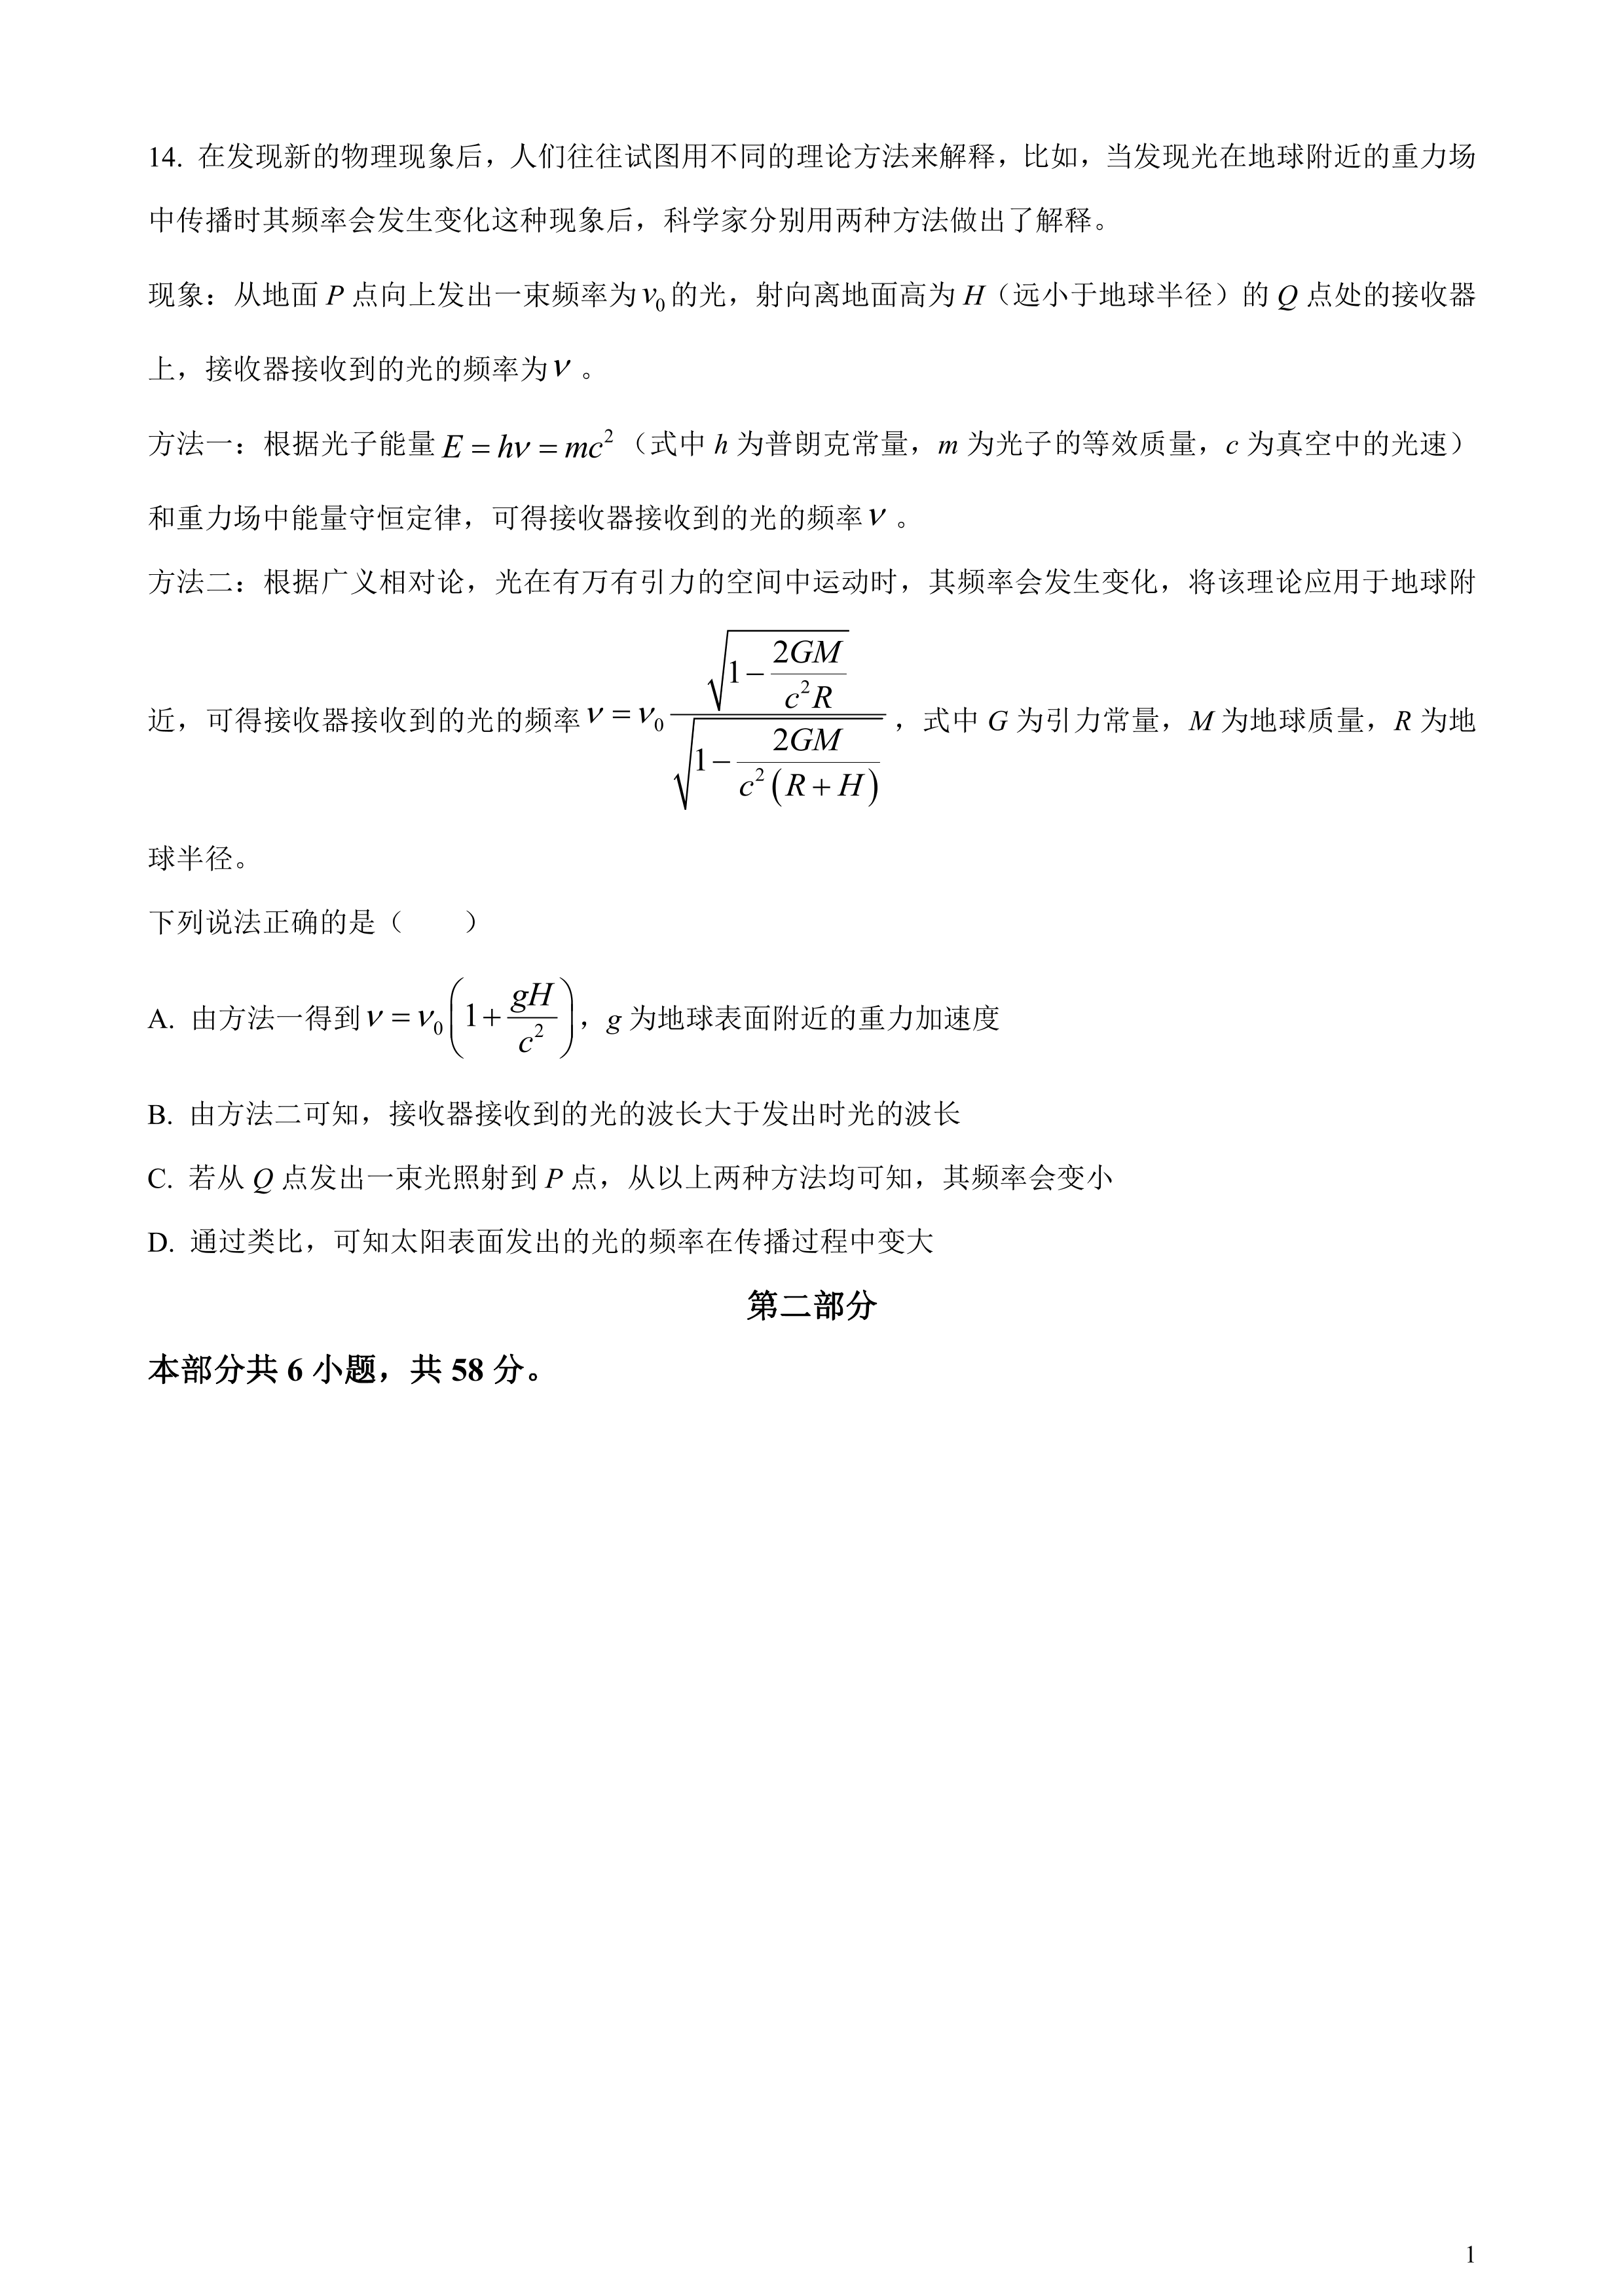 14. 在发现新的物理现象后，人们往往试图用不同的理论方法来解释，比如，当发现光在地球附近的重力场
中传播时其频率会发生变化这种现象后，科学家分别用两种方法做出了解释。
现象：从地面 P 点向上发出一束频率为 ν₀ 的光，射向离地面高为 H（远小于地球半径）的 Q 点处的接收器
上，接收器接收到的光的频率为 ν 。
方法一：根据光子能量 E = hν = mc²（式中 h 为普朗克常量，m 为光子的等效质量，c 为真空中的光速）
和重力场中能量守恒定律，可得接收器接收到的光的频率 ν 。
方法二：根据广义相对论，光在有万有引力的空间中运动时，其频率会发生变化，将该理论应用于地球附
近，可得接收器接收到的光的频率 $\nu = \nu_0 \frac{\sqrt{1-\frac{2GM}{c^2R}}}{\sqrt{1-\frac{2GM}{c^2(R+H)}}}$，式中 G 为引力常量，M 为地球质量，R 为地
球半径。
下列说法正确的是（  ）
A. 由方法一得到 $\nu = \nu_0\left(1+\frac{gH}{c^2}\right)$，g 为地球表面附近的重力加速度
B. 由方法二可知，接收器接收到的光的波长大于发出时光的波长
C. 若从 Q 点发出一束光照射到 P 点，从以上两种方法均可知，其频率会变小
D. 通过类比，可知太阳表面发出的光的频率在传播过程中变大
第二部分
本部分共 6 小题，共 58 分。
1